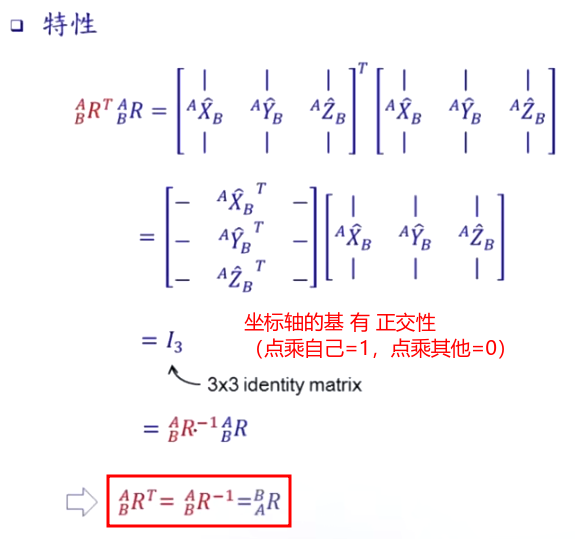 ❑ 特性
$^A_BR^T\,^A_BR = \begin{bmatrix} | & | & | \\ ^A\hat{X}_B & ^A\hat{Y}_B & ^A\hat{Z}_B \\ | & | & | \end{bmatrix}^T \begin{bmatrix} | & | & | \\ ^A\hat{X}_B & ^A\hat{Y}_B & ^A\hat{Z}_B \\ | & | & | \end{bmatrix}$
$= \begin{bmatrix} - & ^A\hat{X}_B{}^T & - \\ - & ^A\hat{Y}_B{}^T & - \\ - & ^A\hat{Z}_B{}^T & - \end{bmatrix} \begin{bmatrix} | & | & | \\ ^A\hat{X}_B & ^A\hat{Y}_B & ^A\hat{Z}_B \\ | & | & | \end{bmatrix}$
坐标轴的基 有 正交性
(点乘自己=1，点乘其他=0)
$= I_3$
3x3 identity matrix
$= \,^A_BR^{-1}\,^A_BR$
⇨ $^A_BR^T = \,^A_BR^{-1} = \,^B_AR$